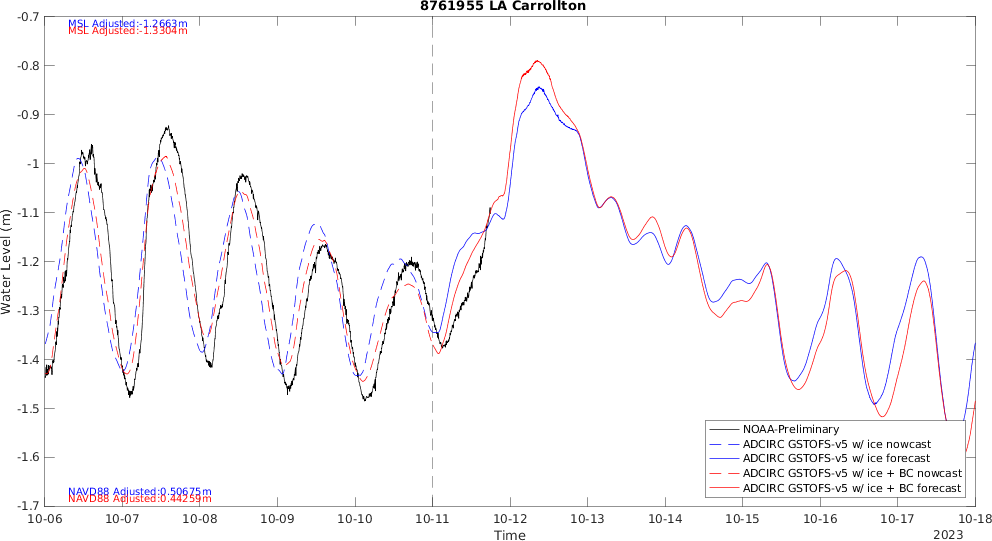 8761955 LA Carrollton
-0.7
MSL Adjusted:-1.2663m
MSL Adjusted:-1.3304m
-0.8
-0.9
-1
-1.1
-1.2
-1.3
-1.4
-1.5
-1.6
-1.7
Water Level (m)
NOAA-Preliminary
ADCIRC GSTOFS-v5 w/ ice nowcast
ADCIRC GSTOFS-v5 w/ ice forecast
ADCIRC GSTOFS-v5 w/ ice + BC nowcast
ADCIRC GSTOFS-v5 w/ ice + BC forecast
NAVD88 Adjusted:0.50675m
NAVD88 Adjusted:0.44259m
10-06 10-07 10-08 10-09 10-10 10-11 10-12 10-13 10-14 10-15 10-16 10-17 10-18
Time
2023